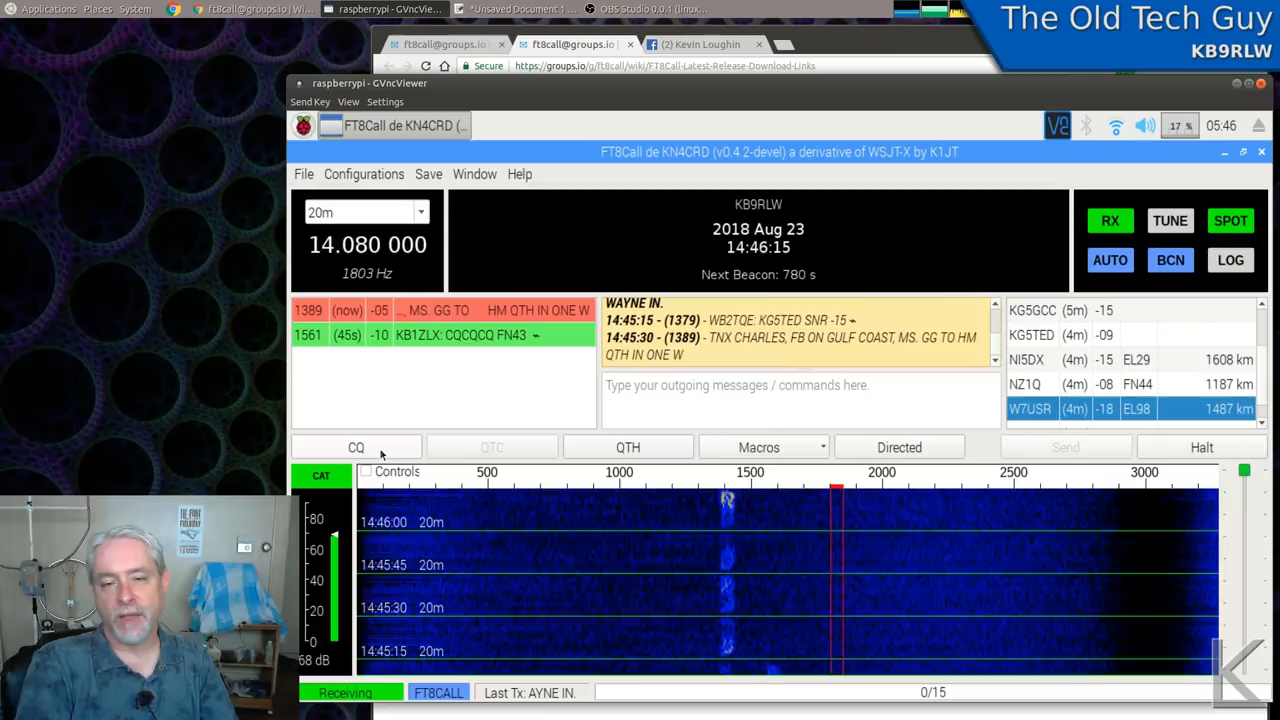 Applications Places System ft8call@groups.io | Wi... raspberrypi - GVncVie... *Unsaved Document 1 ... OBS Studio 0.0.1 (linux...
The Old Tech Guy
KB9RLW
ft8call@groups.io | × ft8call@groups.io | × (2) Kevin Loughin ×
Secure https://groups.io/g/ft8call/wiki/FT8Call-Latest-Release-Download-Links
raspberrypi - GVncViewer
Send Key View Settings
FT8Call de KN4CRD (... V2 17 % 05:46
FT8Call de KN4CRD (v0.4.2-devel) a derivative of WSJT-X by K1JT
File Configurations Save Window Help
20m
14.080 000
1803 Hz
KB9RLW
2018 Aug 23
14:46:15
Next Beacon: 780 s
RX TUNE SPOT
AUTO BCN LOG
1389 (now) -05 ..., MS. GG TO HM QTH IN ONE W
1561 (45s) -10 KB1ZLX: CQCQCQ FN43
WAYNE IN.
14:45:15 - (1379) - WB2TQE: KG5TED SNR -15
14:45:30 - (1389) - TNX CHARLES, FB ON GULF COAST, MS. GG TO HM
QTH IN ONE W
Type your outgoing messages / commands here.
KG5GCC (5m) -15
KG5TED (4m) -09
NI5DX (4m) -15 EL29 1608 km
NZ1Q (4m) -08 FN44 1187 km
W7USR (4m) -18 EL98 1487 km
CQ QTC QTH Macros Directed Send Halt
CAT Controls 500 1000 1500 2000 2500 3000
80
60
40
20
0
68 dB
14:46:00 20m
14:45:45 20m
14:45:30 20m
14:45:15 20m
K
Receiving FT8CALL Last Tx: AYNE IN. 0/15